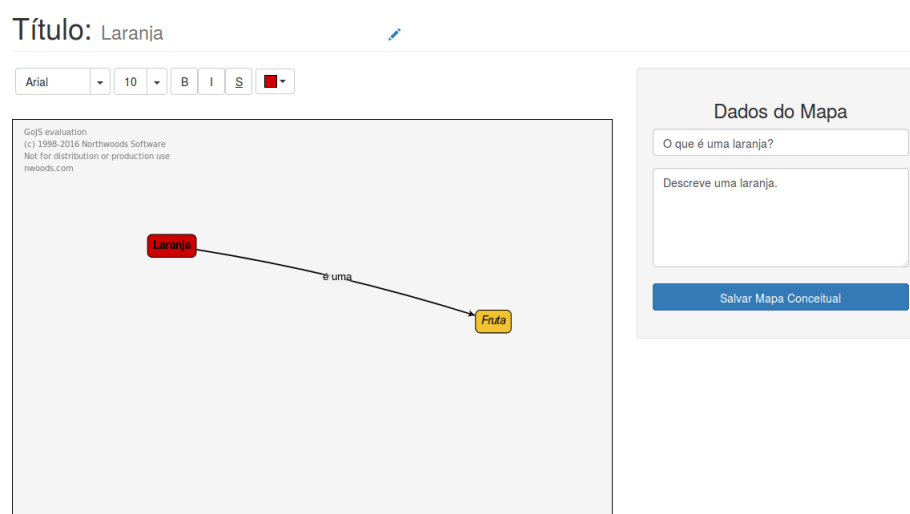 Título: Laranja
Arial 10 B I S
GoJS evaluation
(c) 1998-2016 Northwoods Software
Not for distribution or production use
nwoods.com
Laranja
é uma
Fruta
Dados do Mapa
O que é uma laranja?
Descreve uma laranja.
Salvar Mapa Conceitual